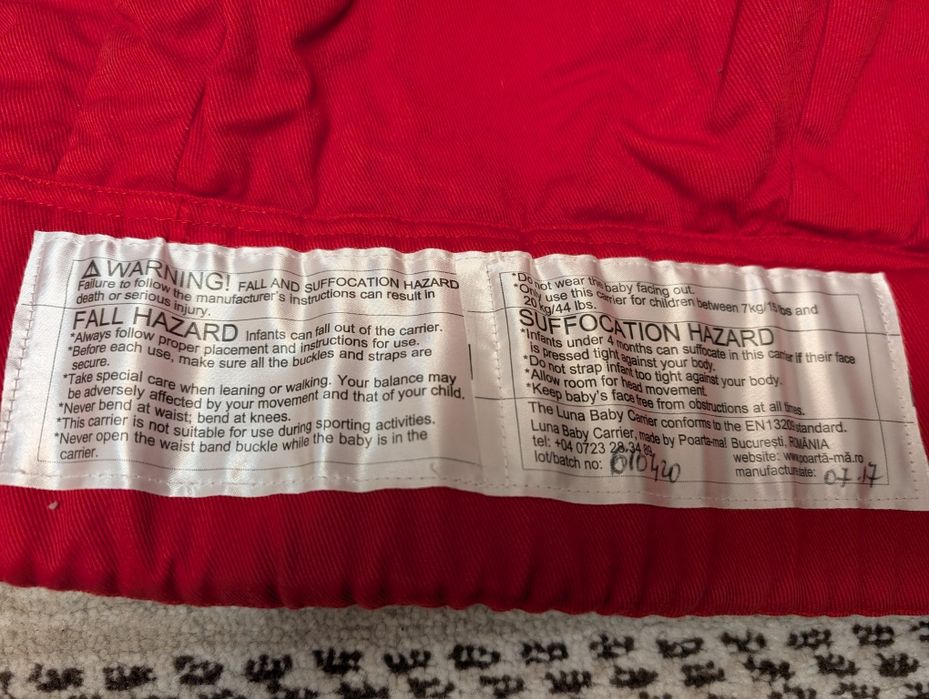 ⚠ WARNING! FALL AND SUFFOCATION HAZARD
Failure to follow the manufacturer's instructions can result in
death or serious injury.
FALL HAZARD Infants can fall out of the carrier.
*Always follow proper placement and instructions for use.
*Before each use, make sure all the buckles and straps are
secure.
*Take special care when leaning or walking. Your balance may
be adversely affected by your movement and that of your child.
*Never bend at waist; bend at knees.
*This carrier is not suitable for use during sporting activities.
*Never open the waist band buckle while the baby is in the
carrier.
*Do not wear the baby facing out.
*Only use this carrier for children between 7kg/15 lbs and
20 kg/44 lbs.
SUFFOCATION HAZARD
*Infants under 4 months can suffocate in this carrier if their face
is pressed tight against your body.
*Do not strap infant too tight against your body.
*Allow room for head movement.
*Keep baby's face free from obstructions at all times.
The Luna Baby Carrier conforms to the EN13209 standard.
Luna Baby Carrier, made by Poarta-ma! Bucuresti, ROMÂNIA
tel: +04 0723 28 34 89 website: www.poartă-mă.ro
lot/batch no: 010420 manufacture date: 07.17